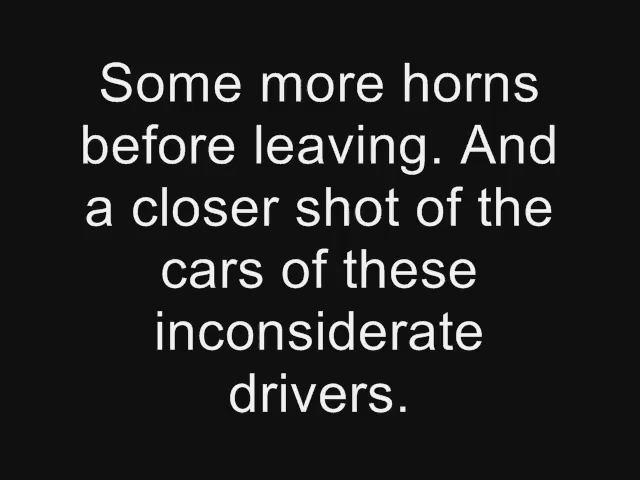 Some more horns
before leaving. And
a closer shot of the
cars of these
inconsiderate
drivers.